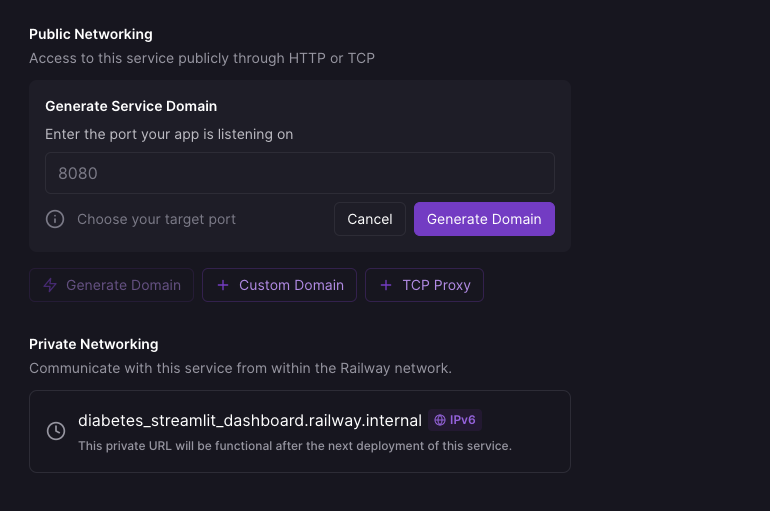 Public Networking
Access to this service publicly through HTTP or TCP
Generate Service Domain
Enter the port your app is listening on
8080
Choose your target port
Cancel
Generate Domain
Generate Domain
Custom Domain
TCP Proxy
Private Networking
Communicate with this service from within the Railway network.
diabetes_streamlit_dashboard.railway.internal
IPv6
This private URL will be functional after the next deployment of this service.